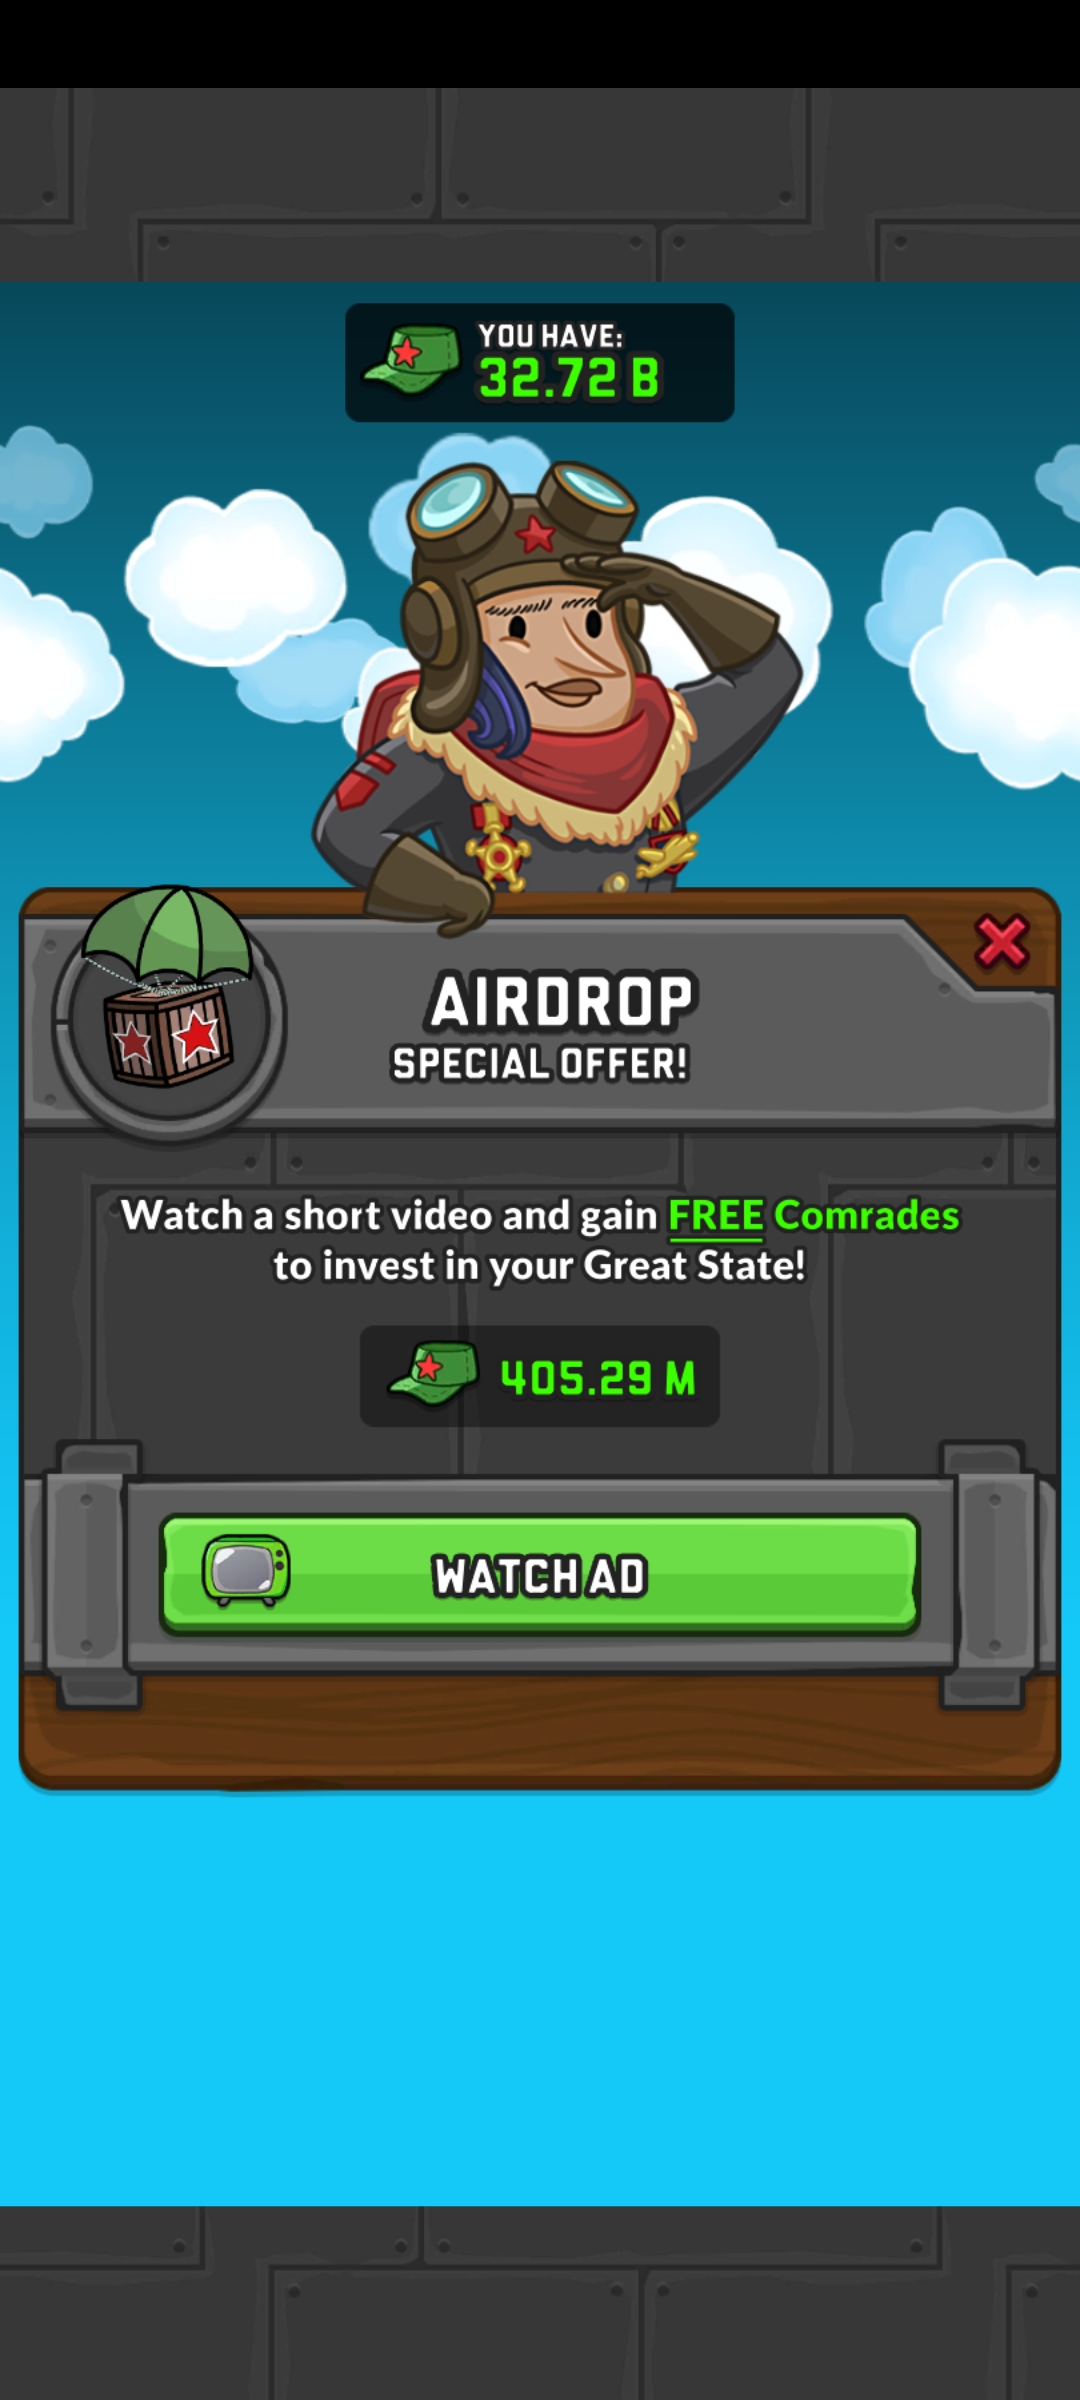 YOU HAVE:
32.72 B
AIRDROP
SPECIAL OFFER!
Watch a short video and gain FREE Comrades
to invest in your Great State!
405.29 M
WATCH AD